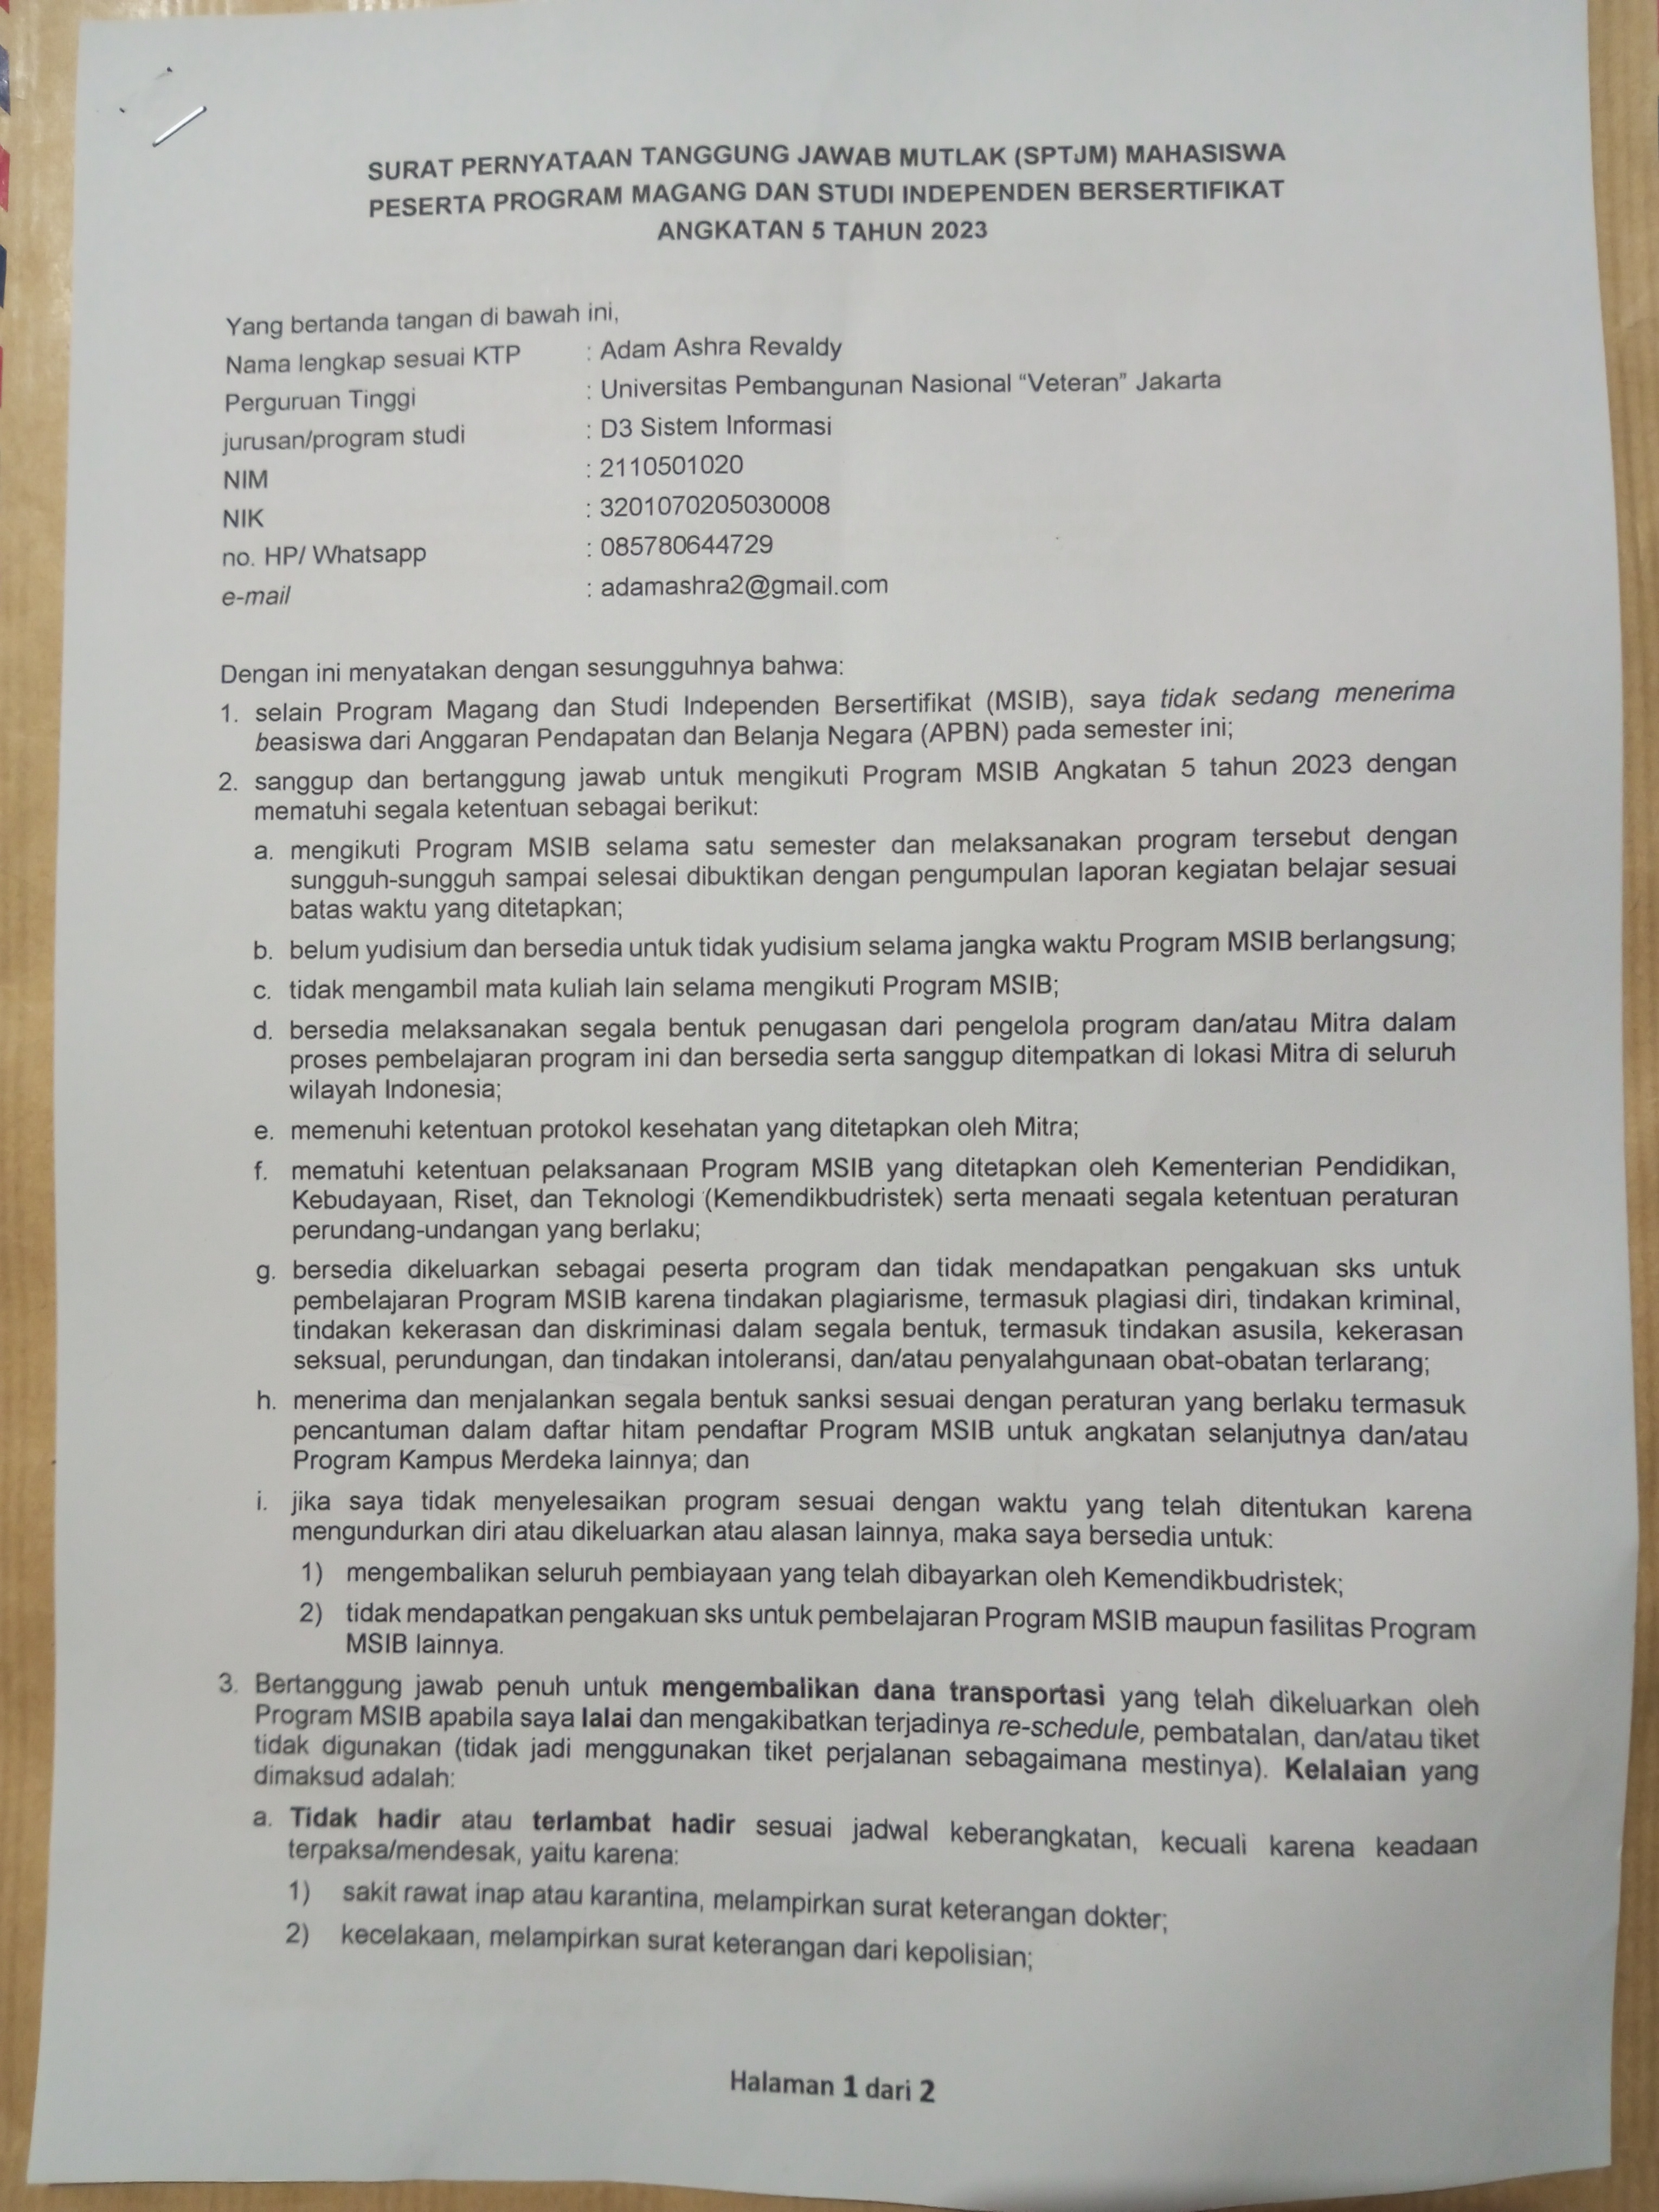 SURAT PERNYATAAN TANGGUNG JAWAB MUTLAK (SPTJM) MAHASISWA
PESERTA PROGRAM MAGANG DAN STUDI INDEPENDEN BERSERTIFIKAT
ANGKATAN 5 TAHUN 2023
Yang bertanda tangan di bawah ini,
Nama lengkap sesuai KTP : Adam Ashra Revaldy
Perguruan Tinggi : Universitas Pembangunan Nasional “Veteran” Jakarta
jurusan/program studi : D3 Sistem Informasi
NIM : 2110501020
NIK : 3201070205030008
no. HP/ Whatsapp : 085780644729
e-mail : adamashra2@gmail.com
Dengan ini menyatakan dengan sesungguhnya bahwa:
1. selain Program Magang dan Studi Independen Bersertifikat (MSIB), saya tidak sedang menerima
beasiswa dari Anggaran Pendapatan dan Belanja Negara (APBN) pada semester ini;
2. sanggup dan bertanggung jawab untuk mengikuti Program MSIB Angkatan 5 tahun 2023 dengan
mematuhi segala ketentuan sebagai berikut:
a. mengikuti Program MSIB selama satu semester dan melaksanakan program tersebut dengan
sungguh-sungguh sampai selesai dibuktikan dengan pengumpulan laporan kegiatan belajar sesuai
batas waktu yang ditetapkan;
b. belum yudisium dan bersedia untuk tidak yudisium selama jangka waktu Program MSIB berlangsung;
c. tidak mengambil mata kuliah lain selama mengikuti Program MSIB;
d. bersedia melaksanakan segala bentuk penugasan dari pengelola program dan/atau Mitra dalam
proses pembelajaran program ini dan bersedia serta sanggup ditempatkan di lokasi Mitra di seluruh
wilayah Indonesia;
e. memenuhi ketentuan protokol kesehatan yang ditetapkan oleh Mitra;
f. mematuhi ketentuan pelaksanaan Program MSIB yang ditetapkan oleh Kementerian Pendidikan,
Kebudayaan, Riset, dan Teknologi (Kemendikbudristek) serta menaati segala ketentuan peraturan
perundang-undangan yang berlaku;
g. bersedia dikeluarkan sebagai peserta program dan tidak mendapatkan pengakuan sks untuk
pembelajaran Program MSIB karena tindakan plagiarisme, termasuk plagiasi diri, tindakan kriminal,
tindakan kekerasan dan diskriminasi dalam segala bentuk, termasuk tindakan asusila, kekerasan
seksual, perundungan, dan tindakan intoleransi, dan/atau penyalahgunaan obat-obatan terlarang;
h. menerima dan menjalankan segala bentuk sanksi sesuai dengan peraturan yang berlaku termasuk
pencantuman dalam daftar hitam pendaftar Program MSIB untuk angkatan selanjutnya dan/atau
Program Kampus Merdeka lainnya; dan
i. jika saya tidak menyelesaikan program sesuai dengan waktu yang telah ditentukan karena
mengundurkan diri atau dikeluarkan atau alasan lainnya, maka saya bersedia untuk:
1) mengembalikan seluruh pembiayaan yang telah dibayarkan oleh Kemendikbudristek;
2) tidak mendapatkan pengakuan sks untuk pembelajaran Program MSIB maupun fasilitas Program
MSIB lainnya.
3. Bertanggung jawab penuh untuk mengembalikan dana transportasi yang telah dikeluarkan oleh
Program MSIB apabila saya lalai dan mengakibatkan terjadinya re-schedule, pembatalan, dan/atau tiket
tidak digunakan (tidak jadi menggunakan tiket perjalanan sebagaimana mestinya). Kelalaian yang
dimaksud adalah:
a. Tidak hadir atau terlambat hadir sesuai jadwal keberangkatan, kecuali karena keadaan
terpaksa/mendesak, yaitu karena:
1) sakit rawat inap atau karantina, melampirkan surat keterangan dokter;
2) kecelakaan, melampirkan surat keterangan dari kepolisian;
Halaman 1 dari 2